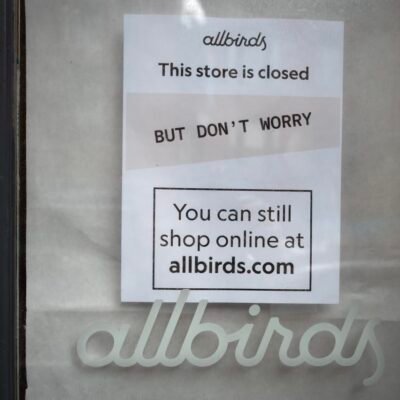 allbirds
This store is closed
BUT DON'T WORRY
You can still
shop online at
allbirds.com
allbirds